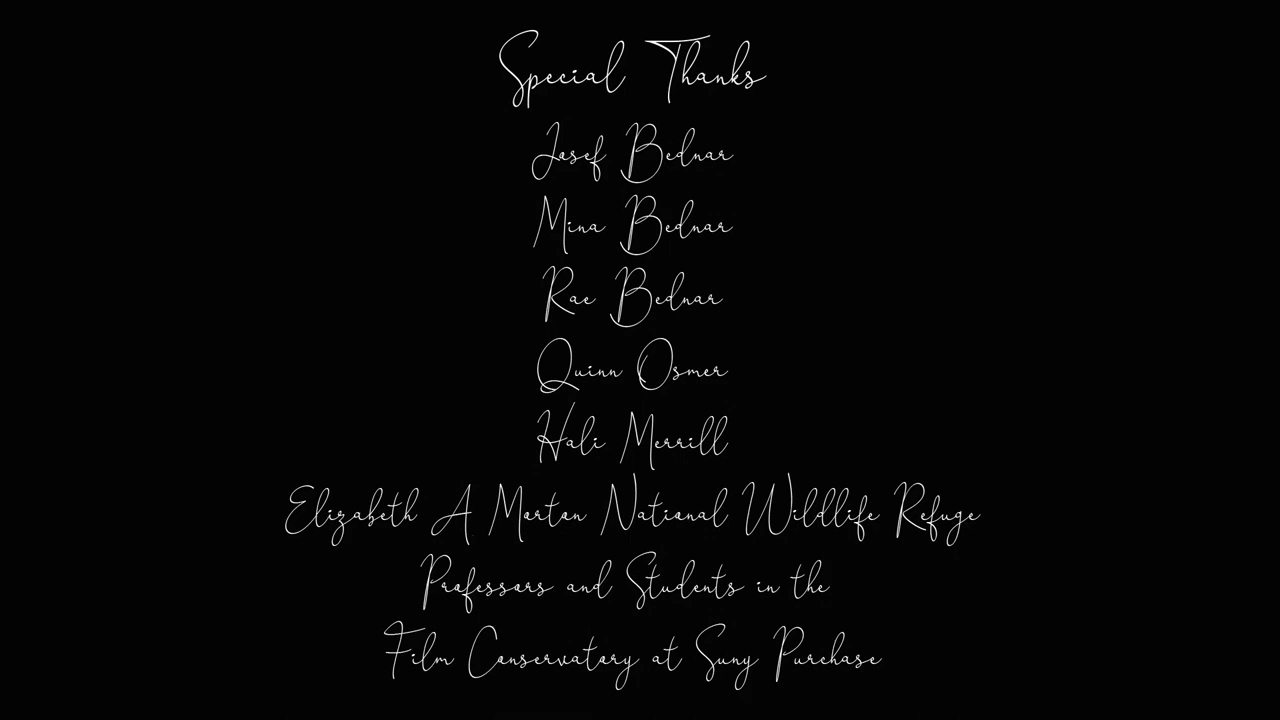 Special Thanks
Josef Bednar
Mina Bednar
Rae Bednar
Quinn Osmer
Hali Merrill
Elizabeth A Morton National Wildlife Refuge
Professors and Students in the
Film Conservatory at Suny Purchase